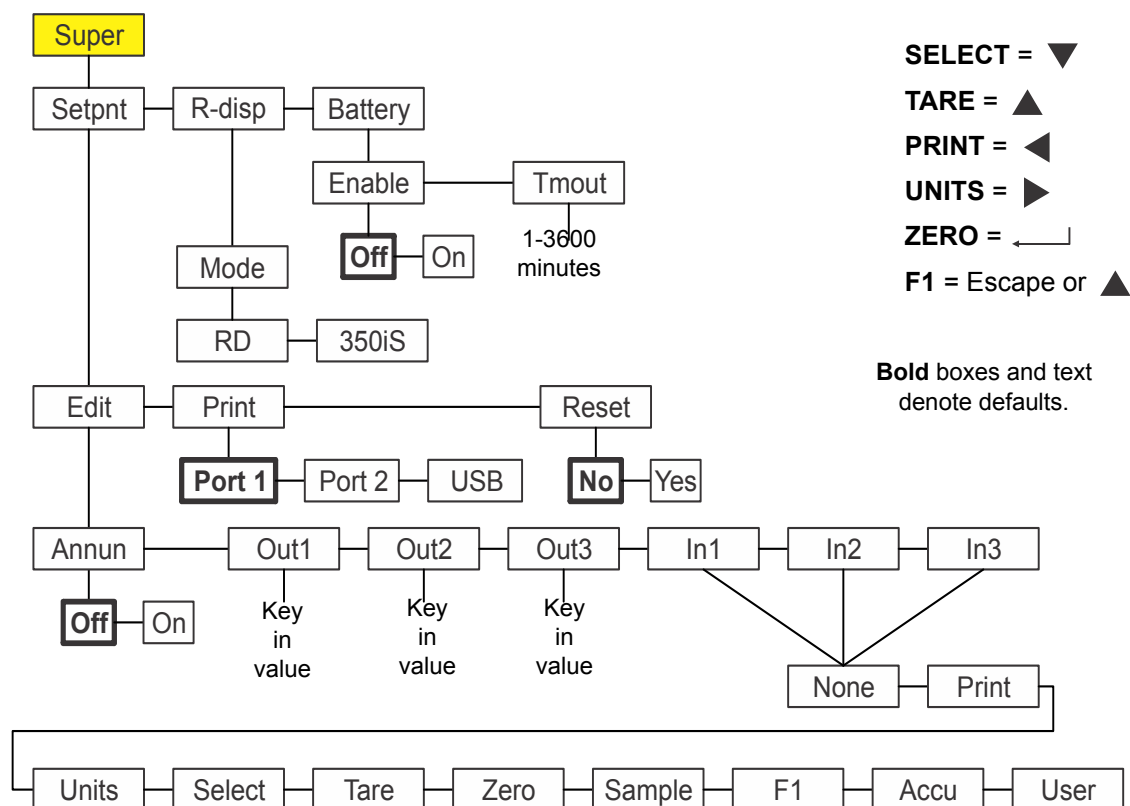 Super
SELECT =
TARE =
PRINT =
UNITS =
ZERO =
F1 = Escape or
Bold boxes and text
denote defaults.
Setpnt R-disp Battery
Enable Tmout
Off On
1-3600
minutes
Mode
RD 350iS
Edit Print Reset
Port 1 Port 2 USB No Yes
Annun Out1 Out2 Out3 In1 In2 In3
Off On
Key
in
value
Key
in
value
Key
in
value
None Print
Units Select Tare Zero Sample F1 Accu User